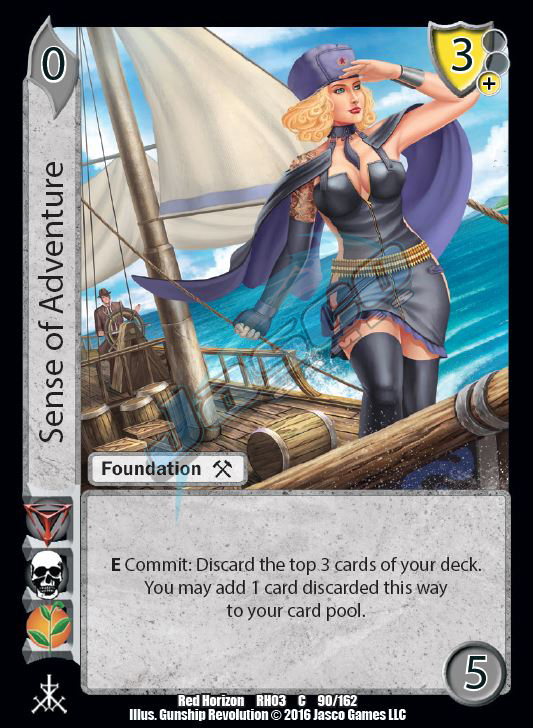 0
3
+
Sense of Adventure
Foundation
E Commit: Discard the top 3 cards of your deck.
You may add 1 card discarded this way
to your card pool.
5
Red Horizon RH03 C 90/162
Illus. Gunship Revolution © 2016 Jasco Games LLC